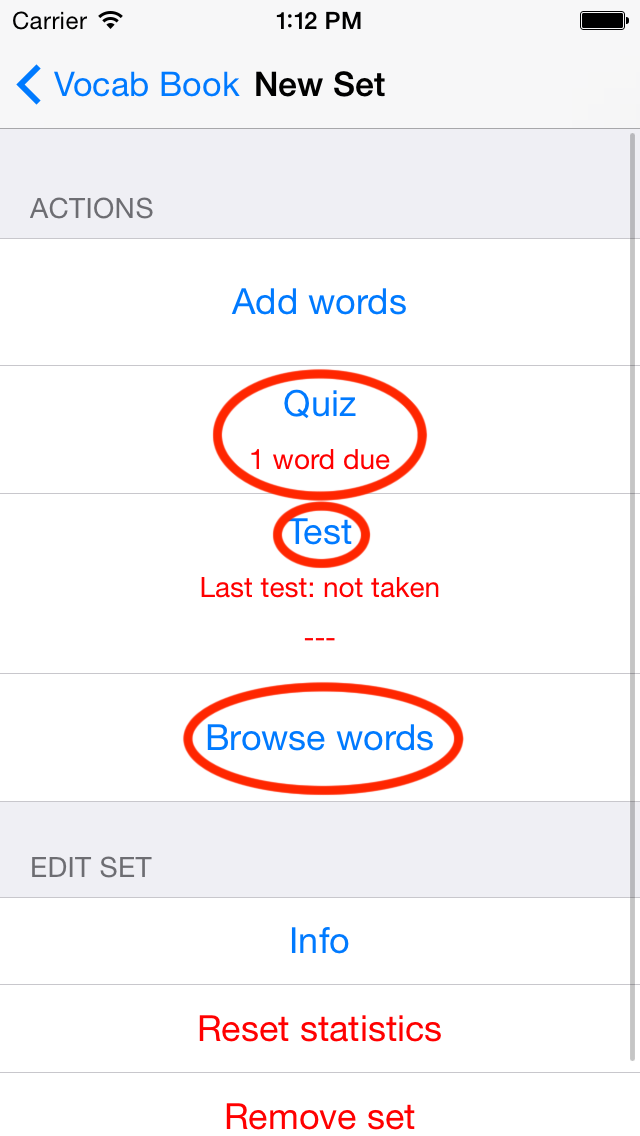 Carrier 1:12 PM
Vocab Book New Set
ACTIONS
Add words
Quiz
1 word due
Test
Last test: not taken
---
Browse words
EDIT SET
Info
Reset statistics
Remove set